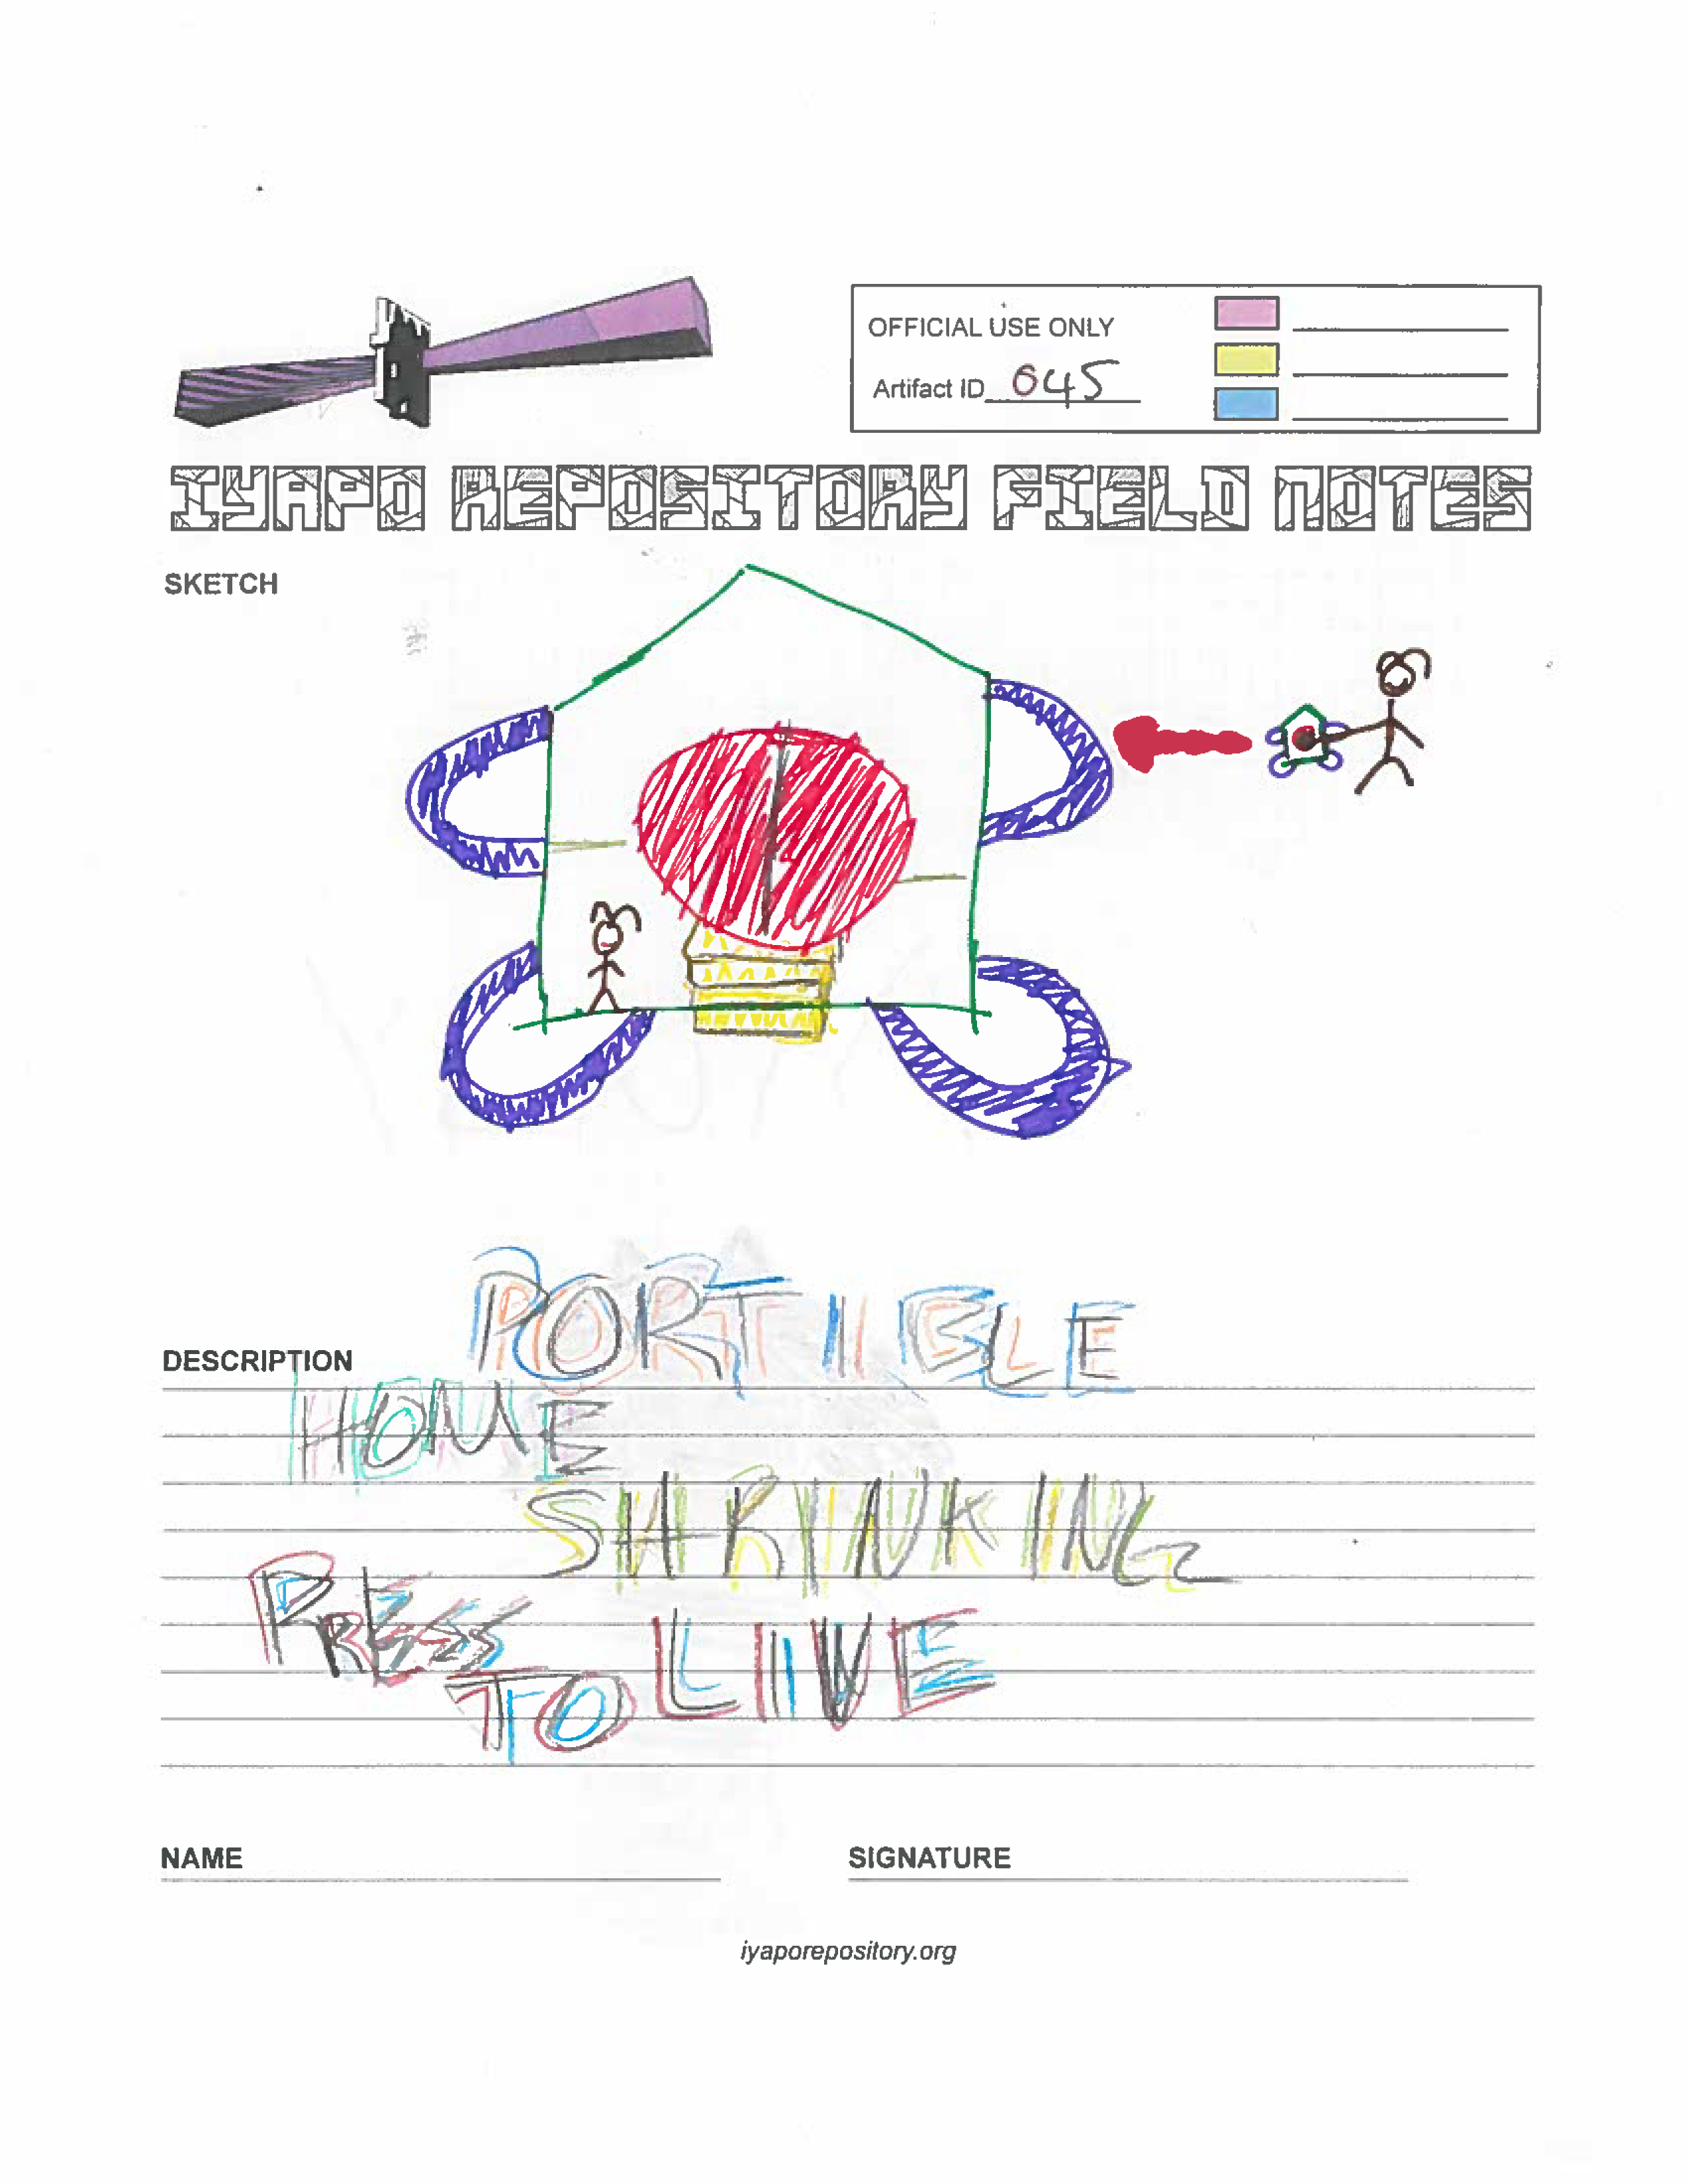 OFFICIAL USE ONLY
Artifact ID 645
IYAPO REPOSITORY FIELD NOTES
SKETCH
PORTIBLE
DESCRIPTION
HOME
SHRINKING
PRESS
TO LIVE
NAME
SIGNATURE
iyaporepository.org